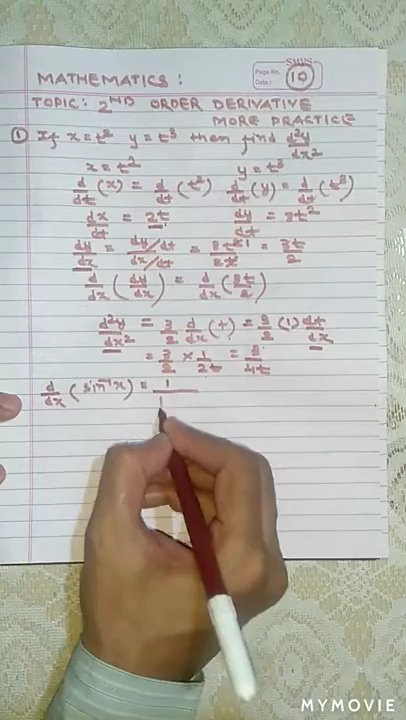 SHIVS
Page No. 10
Date:
MATHEMATICS:
TOPIC: 2ND ORDER DERIVATIVE
MORE PRACTICE
① If x=t² y=t³ then find d²y/dx²
x=t² y=t³
d/dt (x) = d/dt (t²) d/dt (y) = d/dt (t³)
dx/dt = 2t dy/dt = 3t²
dy/dx = dy/dt / dx/dt = 3t²/2t = 3t/2
d/dx (dy/dx) = d/dx (3t/2)
d²y/dx² = 3/2 d/dx (t) = 3/2 (1) dt/dx
= 3/2 × 1/2t = 3/4t
d/dx (sin⁻¹x) = 1
MYMOVIE